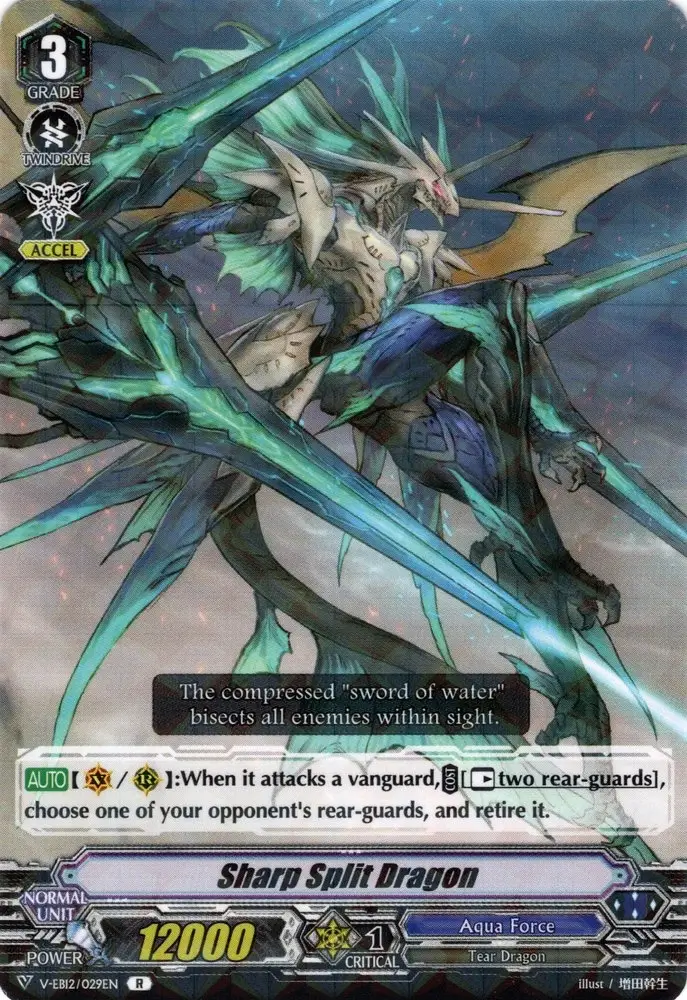 3
GRADE
TWINDRIVE
ACCEL
The compressed "sword of water"
bisects all enemies within sight.
AUTO【V/R】:When it attacks a vanguard, COST [two rear-guards],
choose one of your opponent's rear-guards, and retire it.
Sharp Split Dragon
NORMAL
UNIT
POWER 12000 1
CRITICAL
Aqua Force
Tear Dragon
V-EB12/029EN R
illust / 増田幹生